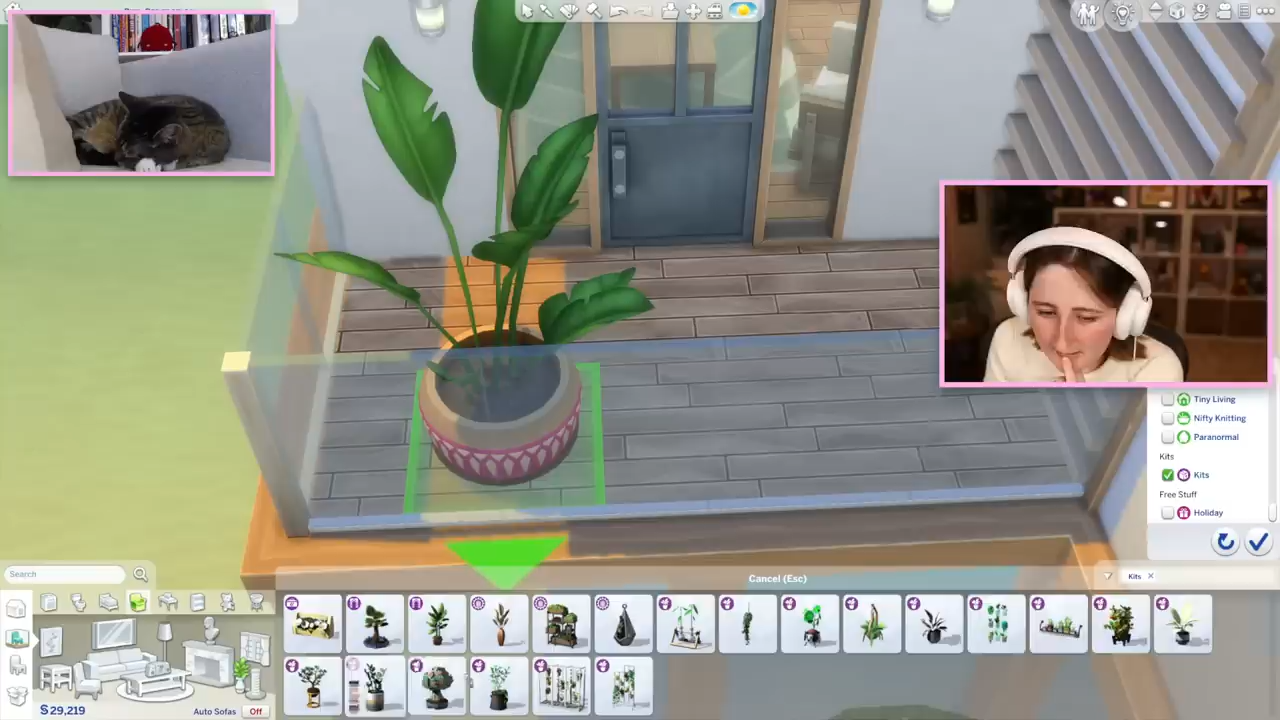 Tiny Living
Nifty Knitting
Paranormal
Kits
Kits
Free Stuff
Holiday
Search
Cancel (Esc)
Kits
$29,219
Auto Sofas
Off